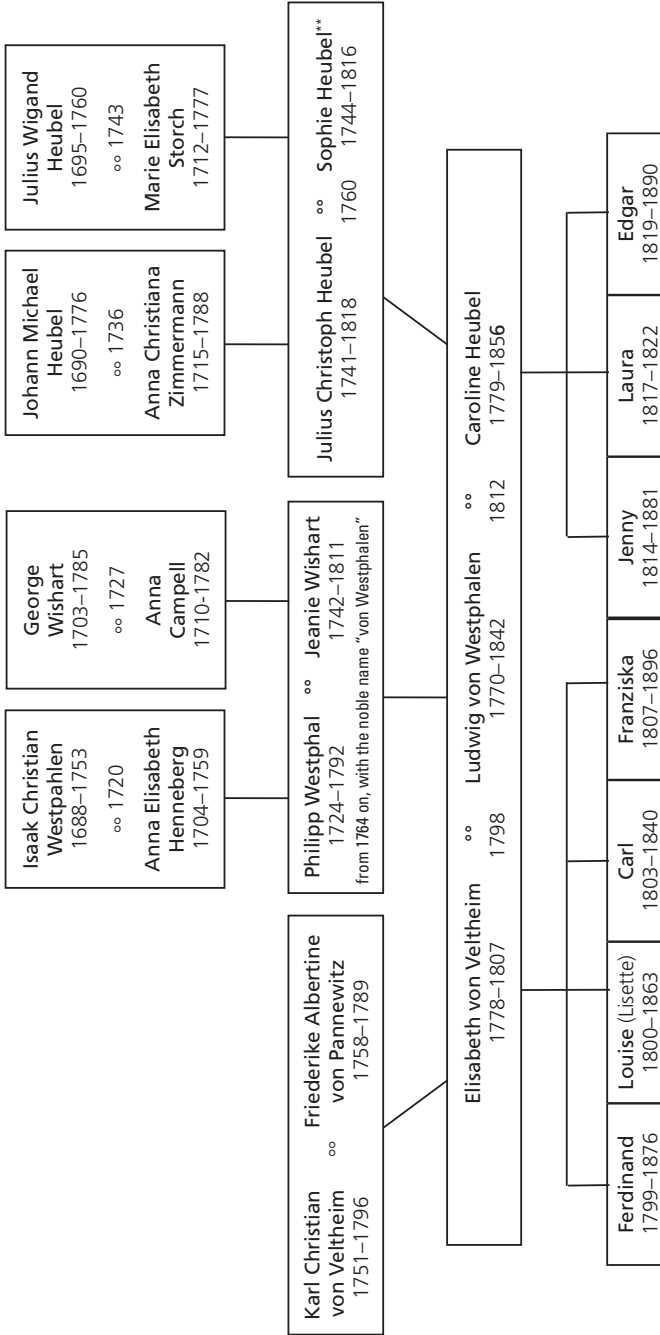 Isaak Christian
Westpahlen
1688–1753
∞ 1720
Anna Elisabeth
Henneberg
1704–1759
George
Wishart
1703–1785
∞ 1727
Anna
Campell
1710-1782
Johann Michael
Heubel
1690–1776
∞ 1736
Anna Christiana
Zimmermann
1715–1788
Julius Wigand
Heubel
1695–1760
∞ 1743
Marie Elisabeth
Storch
1712–1777
Karl Christian
von Veltheim
1751–1796
∞
Friederike Albertine
von Pannewitz
1758–1789
Philipp Westphal ∞ Jeanie Wishart
1724–1792 1742–1811
from 1764 on, with the noble name "von Westphalen"
Julius Christoph Heubel ∞ Sophie Heubel**
1741–1818 1760 1744–1816
Elisabeth von Veltheim ∞ Ludwig von Westphalen ∞ Caroline Heubel
1778–1807 1798 1770–1842 1812 1779–1856
Ferdinand
1799–1876
Louise (Lisette)
1800–1863
Carl
1803–1840
Franziska
1807–1896
Jenny
1814–1881
Laura
1817–1822
Edgar
1819–1890